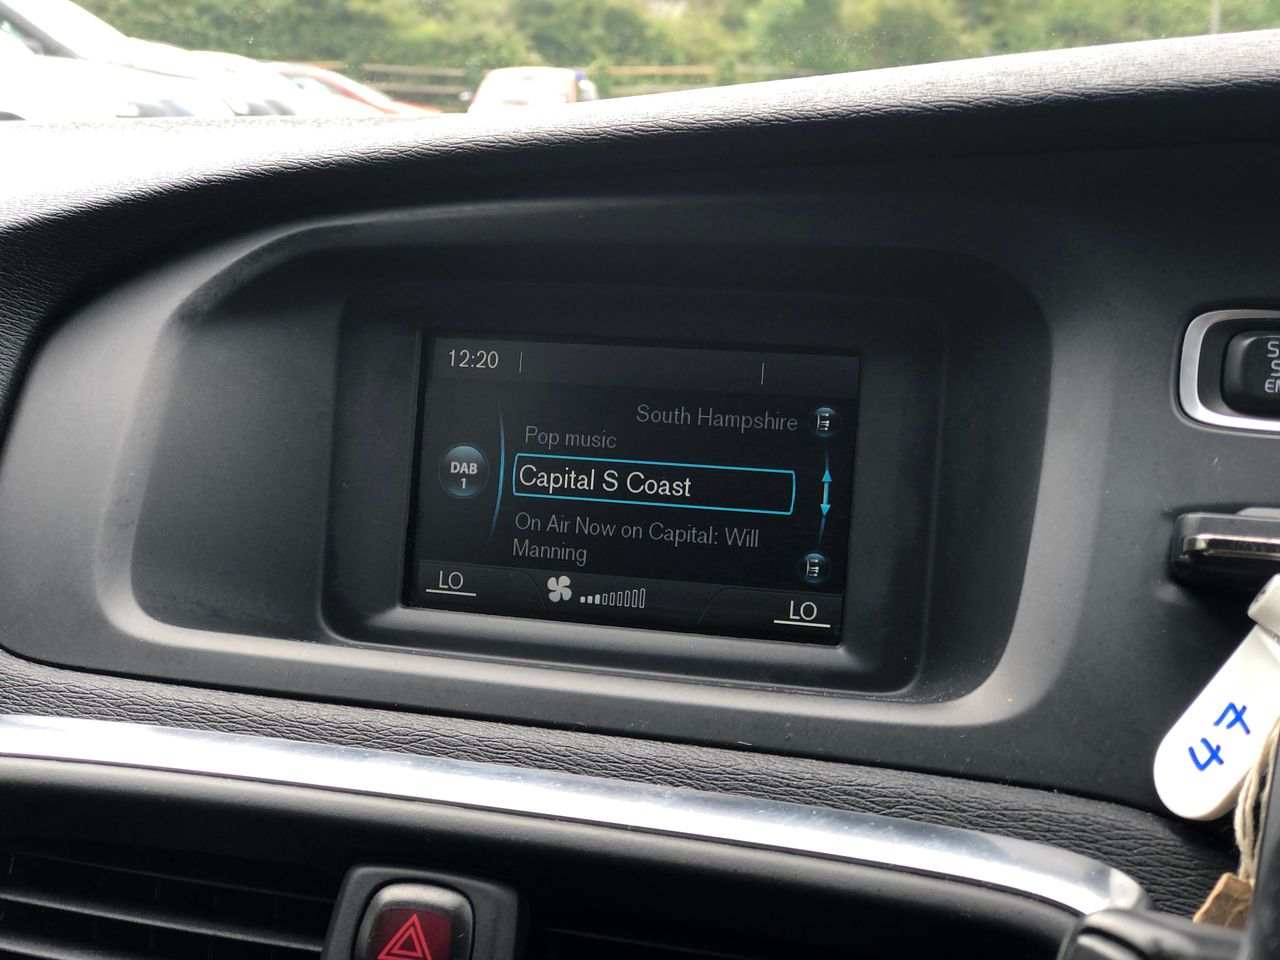 12:20
South Hampshire
Pop music
DAB
1
Capital S Coast
On Air Now on Capital: Will
Manning
LO
LO
47